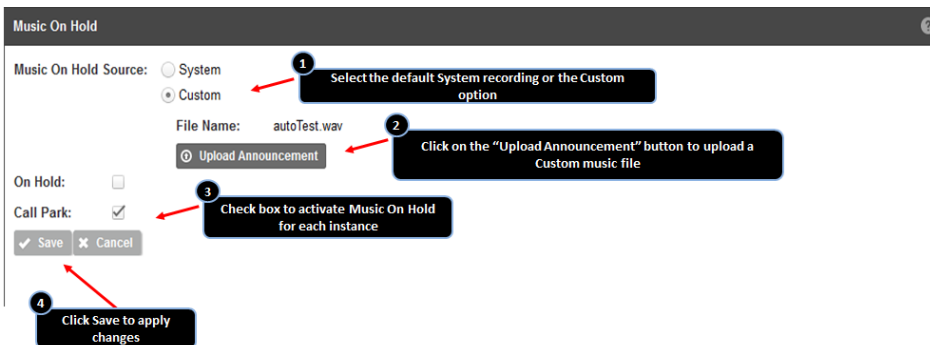 Music On Hold
Music On Hold Source:
System
Custom
1
Select the default System recording or the Custom
option
File Name:
autoTest.wav
2
Upload Announcement
Click on the “Upload Announcement” button to upload a
Custom music file
On Hold:
3
Call Park:
Check box to activate Music On Hold
for each instance
Save
Cancel
4
Click Save to apply
changes